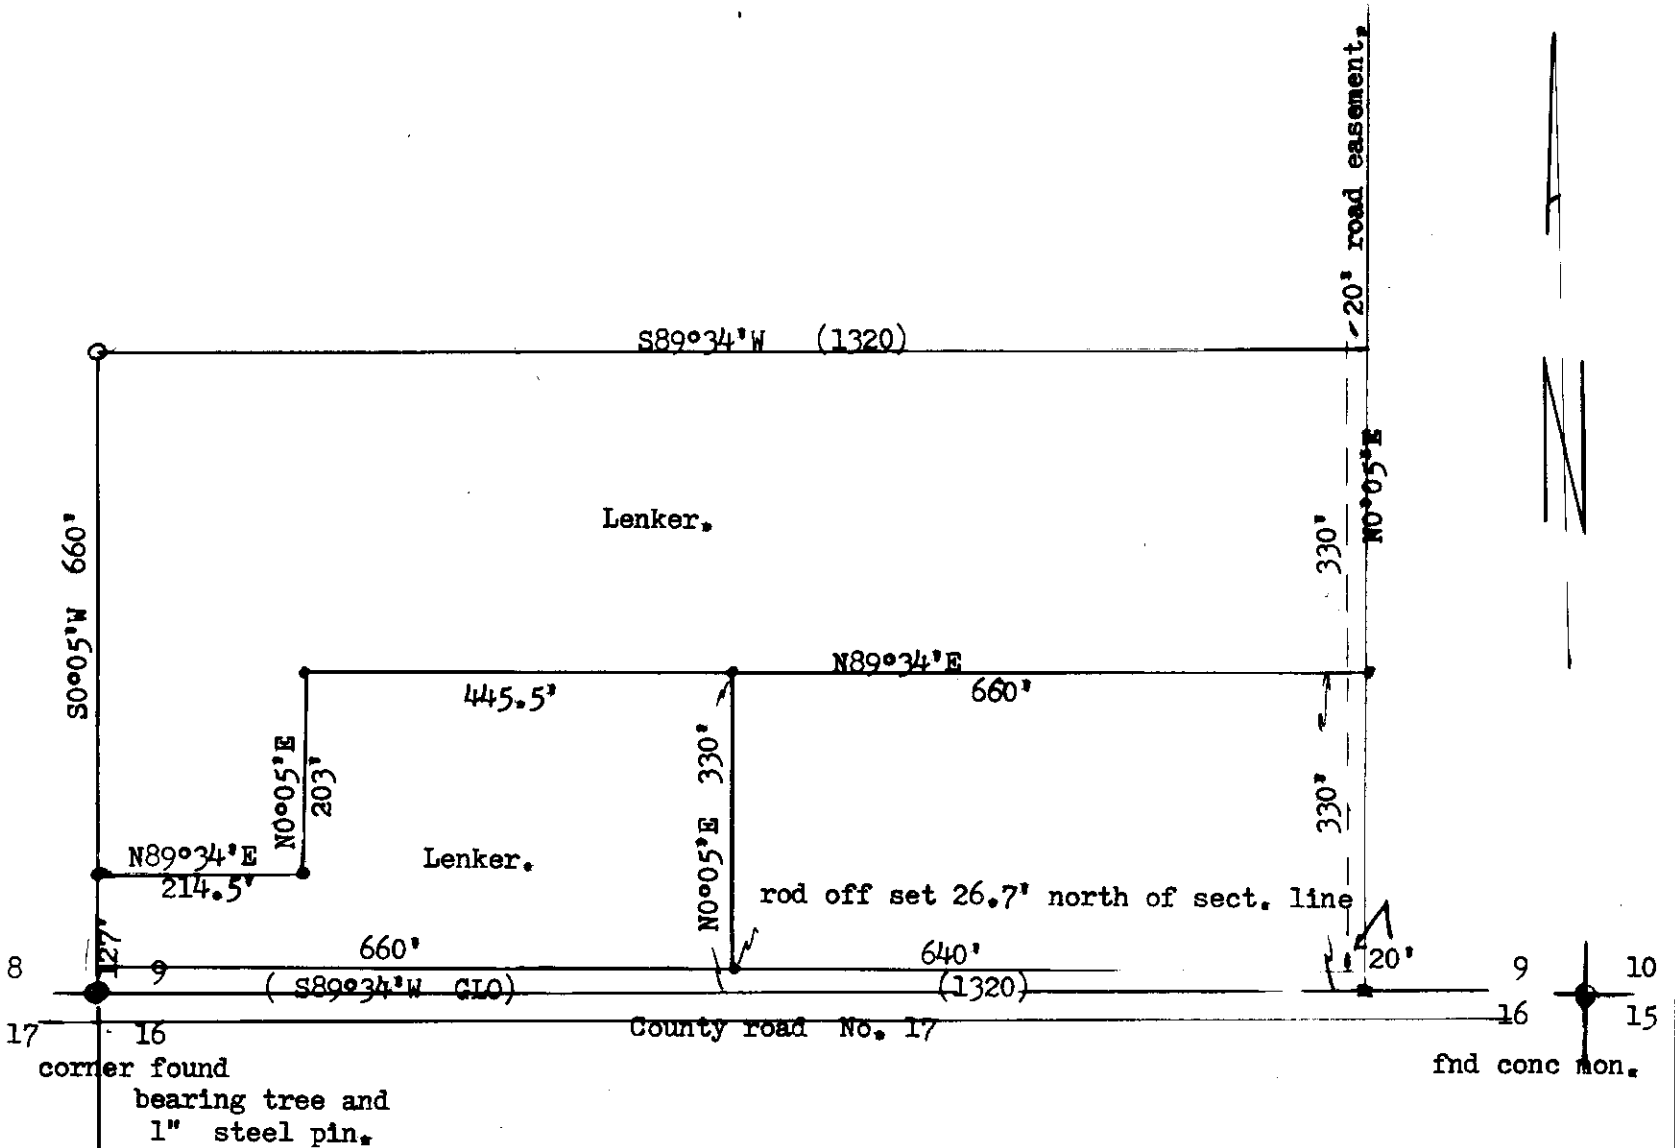 20' road easement.
S89°34'W (1320)
N0°05'E
330'
Lenker.
S0°05'W 660'
N89°34'E
445.5'
660'
N0°05'E
203'
N0°05'E 330'
330'
N89°34'E
214.5'
Lenker.
rod off set 26.7' north of sect. line
127'
660'
640'
20'
8
9
9
10
( S89°34'W GLO)
(1320)
17
16
County road No. 17
16
15
corner found
bearing tree and
1" steel pin.
fnd conc mon.
N